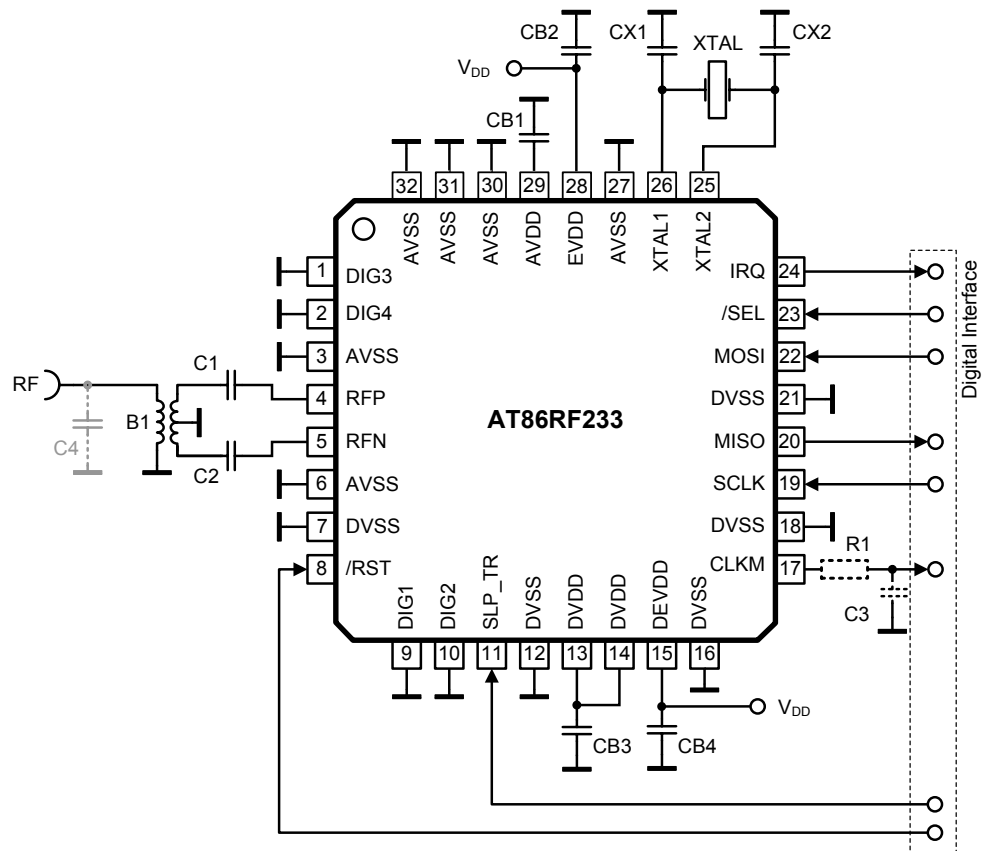 CB2
CX1
XTAL
CX2
VDD
CB1
32
31
30
29
28
27
26
25
AVSS
AVSS
AVSS
AVDD
EVDD
AVSS
XTAL1
XTAL2
1
DIG3
IRQ
24
2
DIG4
/SEL
23
3
AVSS
MOSI
22
Digital Interface
RF
C1
4
RFP
DVSS
21
B1
AT86RF233
C4
C2
5
RFN
MISO
20
6
AVSS
SCLK
19
7
DVSS
DVSS
18
8
/RST
CLKM
17
R1
C3
DIG1
DIG2
SLP_TR
DVSS
DVDD
DVDD
DEVDD
DVSS
9
10
11
12
13
14
15
16
VDD
CB3
CB4